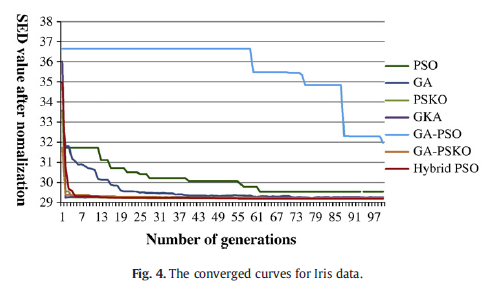 SED value after nomalization
38
37
36
35
34
33
32
31
30
29
1 7 13 19 25 31 37 43 49 55 61 67 73 79 85 91 97
Number of generations
PSO
GA
PSKO
GKA
GA-PSO
GA-PSKO
Hybrid PSO
Fig. 4. The converged curves for Iris data.